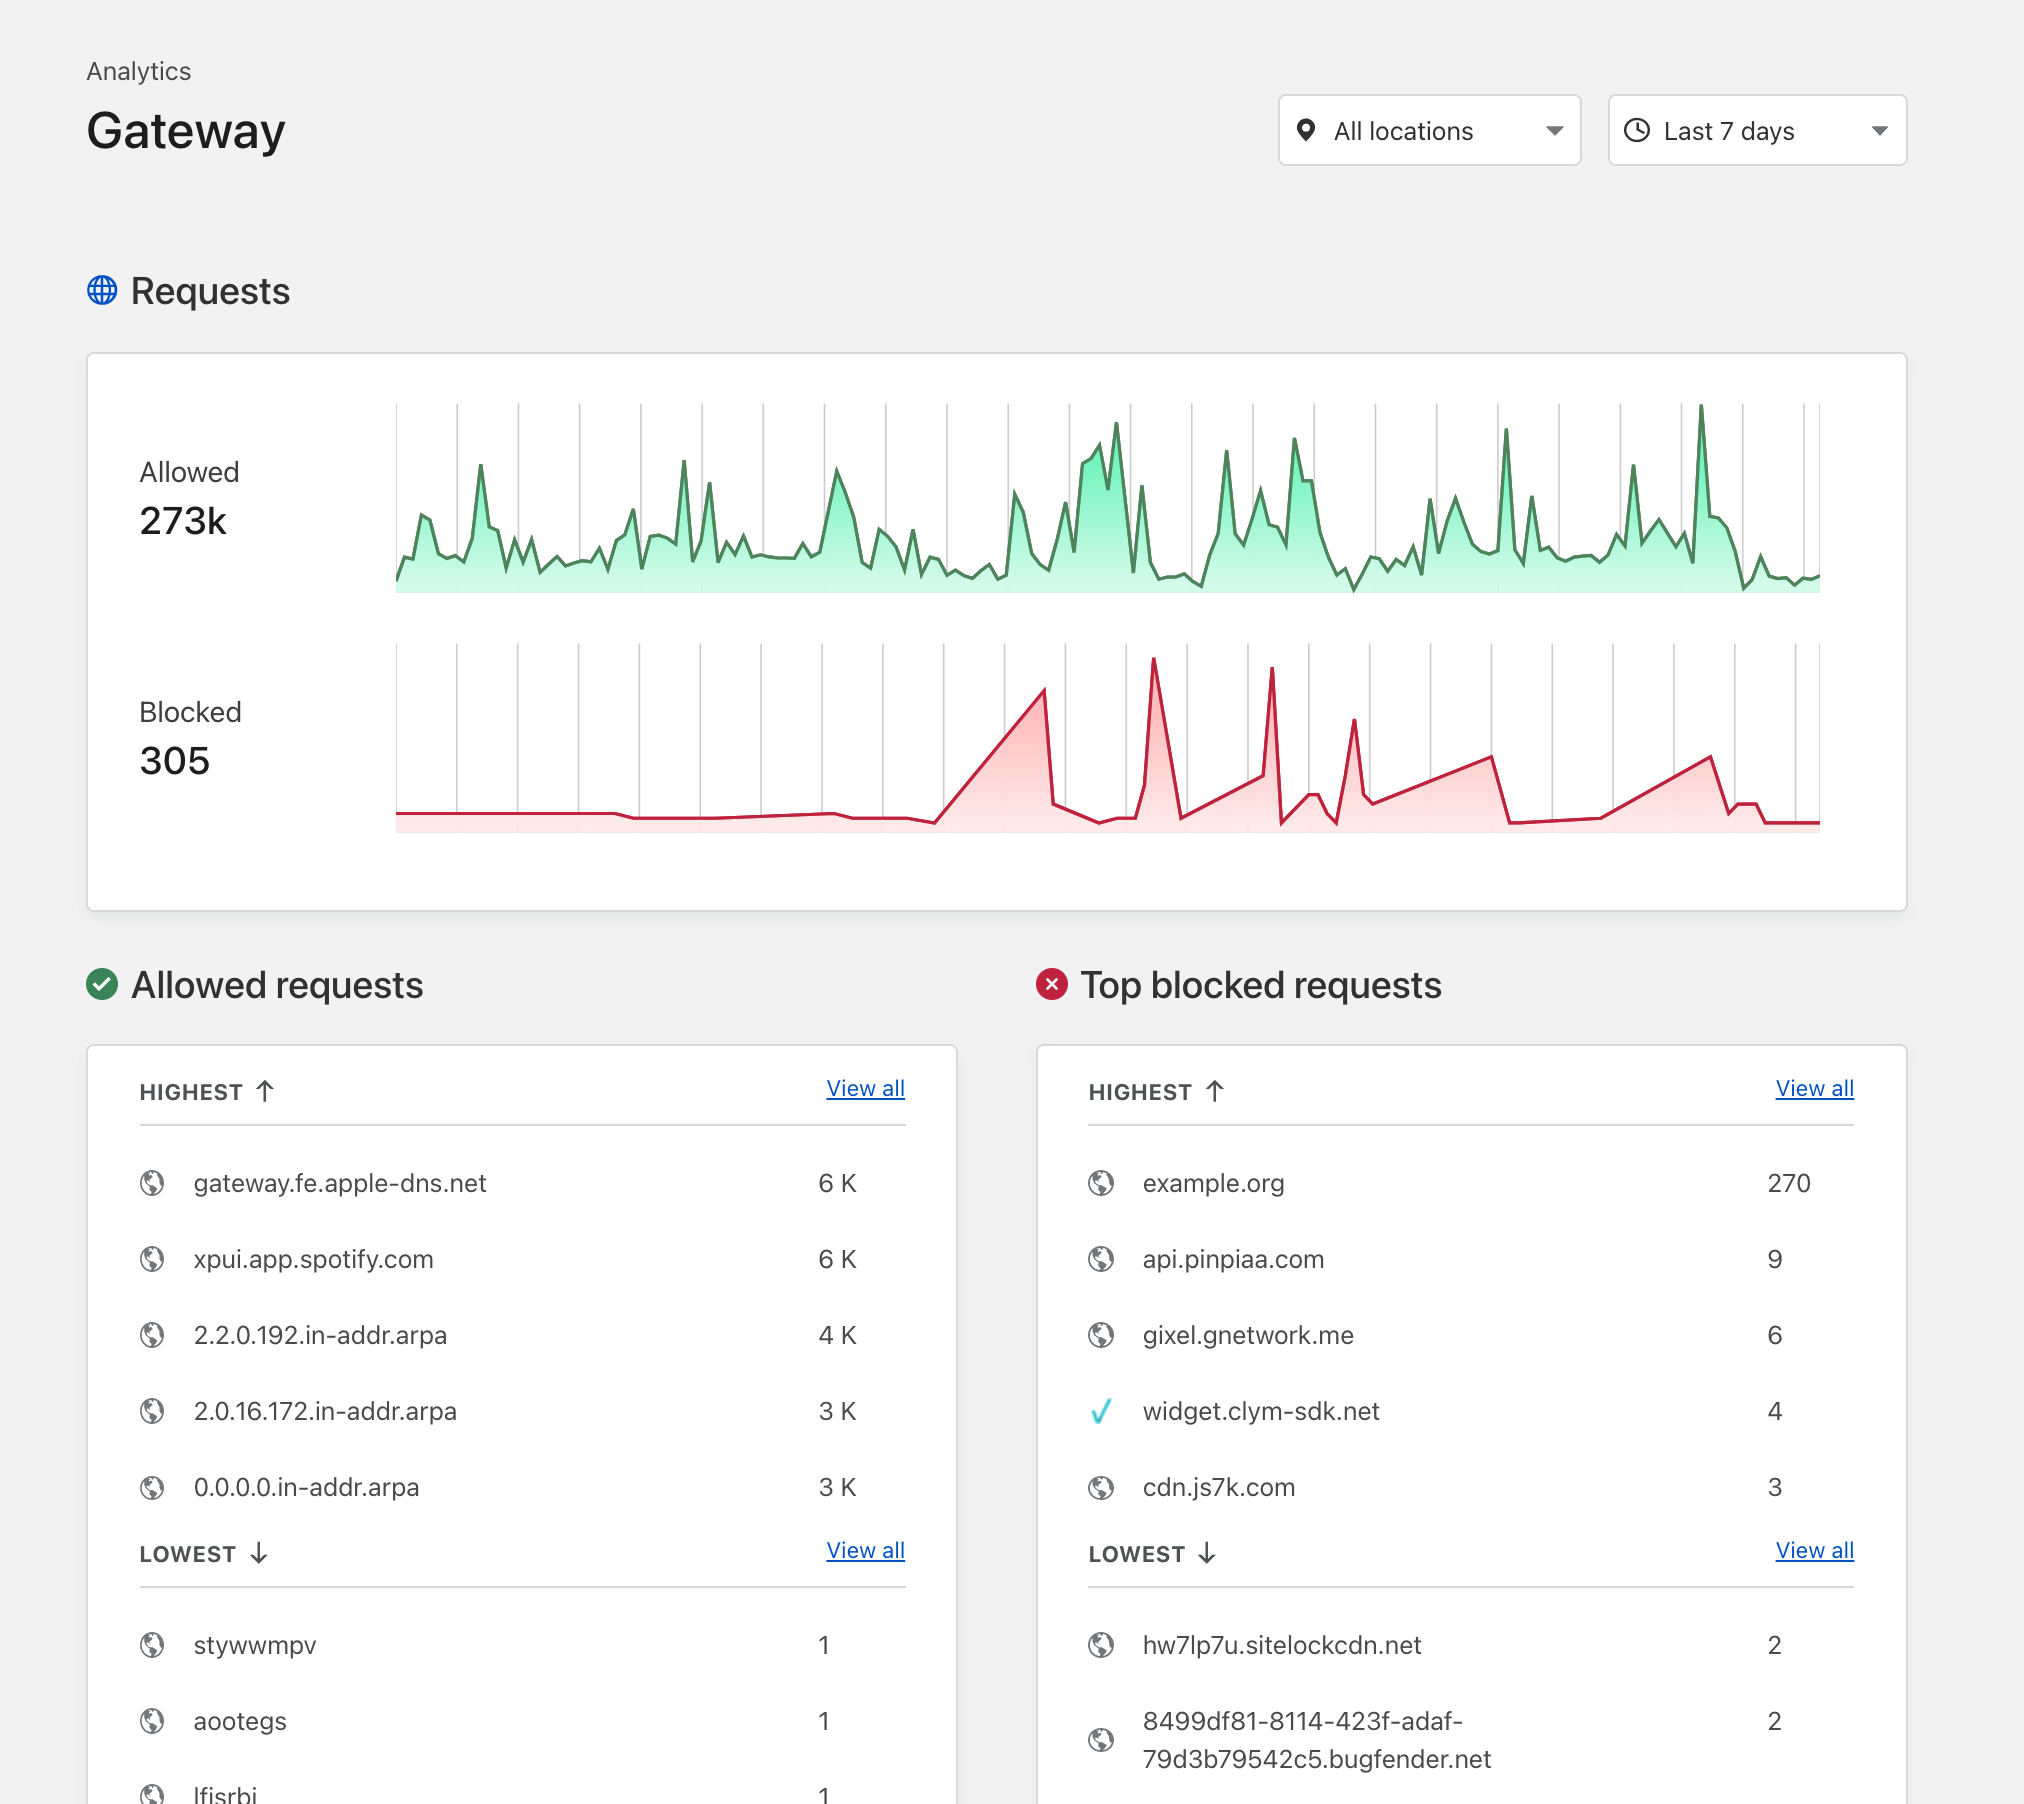 Analytics
Gateway
All locations
Last 7 days
Requests
Allowed
273k
Blocked
305
Allowed requests
HIGHEST ↑ View all
gateway.fe.apple-dns.net 6 K
xpui.app.spotify.com 6 K
2.2.0.192.in-addr.arpa 4 K
2.0.16.172.in-addr.arpa 3 K
0.0.0.0.in-addr.arpa 3 K
LOWEST ↓ View all
stywwmpv 1
aootegs 1
lfisrbi 1
Top blocked requests
HIGHEST ↑ View all
example.org 270
api.pinpiaa.com 9
gixel.gnetwork.me 6
widget.clym-sdk.net 4
cdn.js7k.com 3
LOWEST ↓ View all
hw7lp7u.sitelockcdn.net 2
8499df81-8114-423f-adaf- 2
79d3b79542c5.bugfender.net